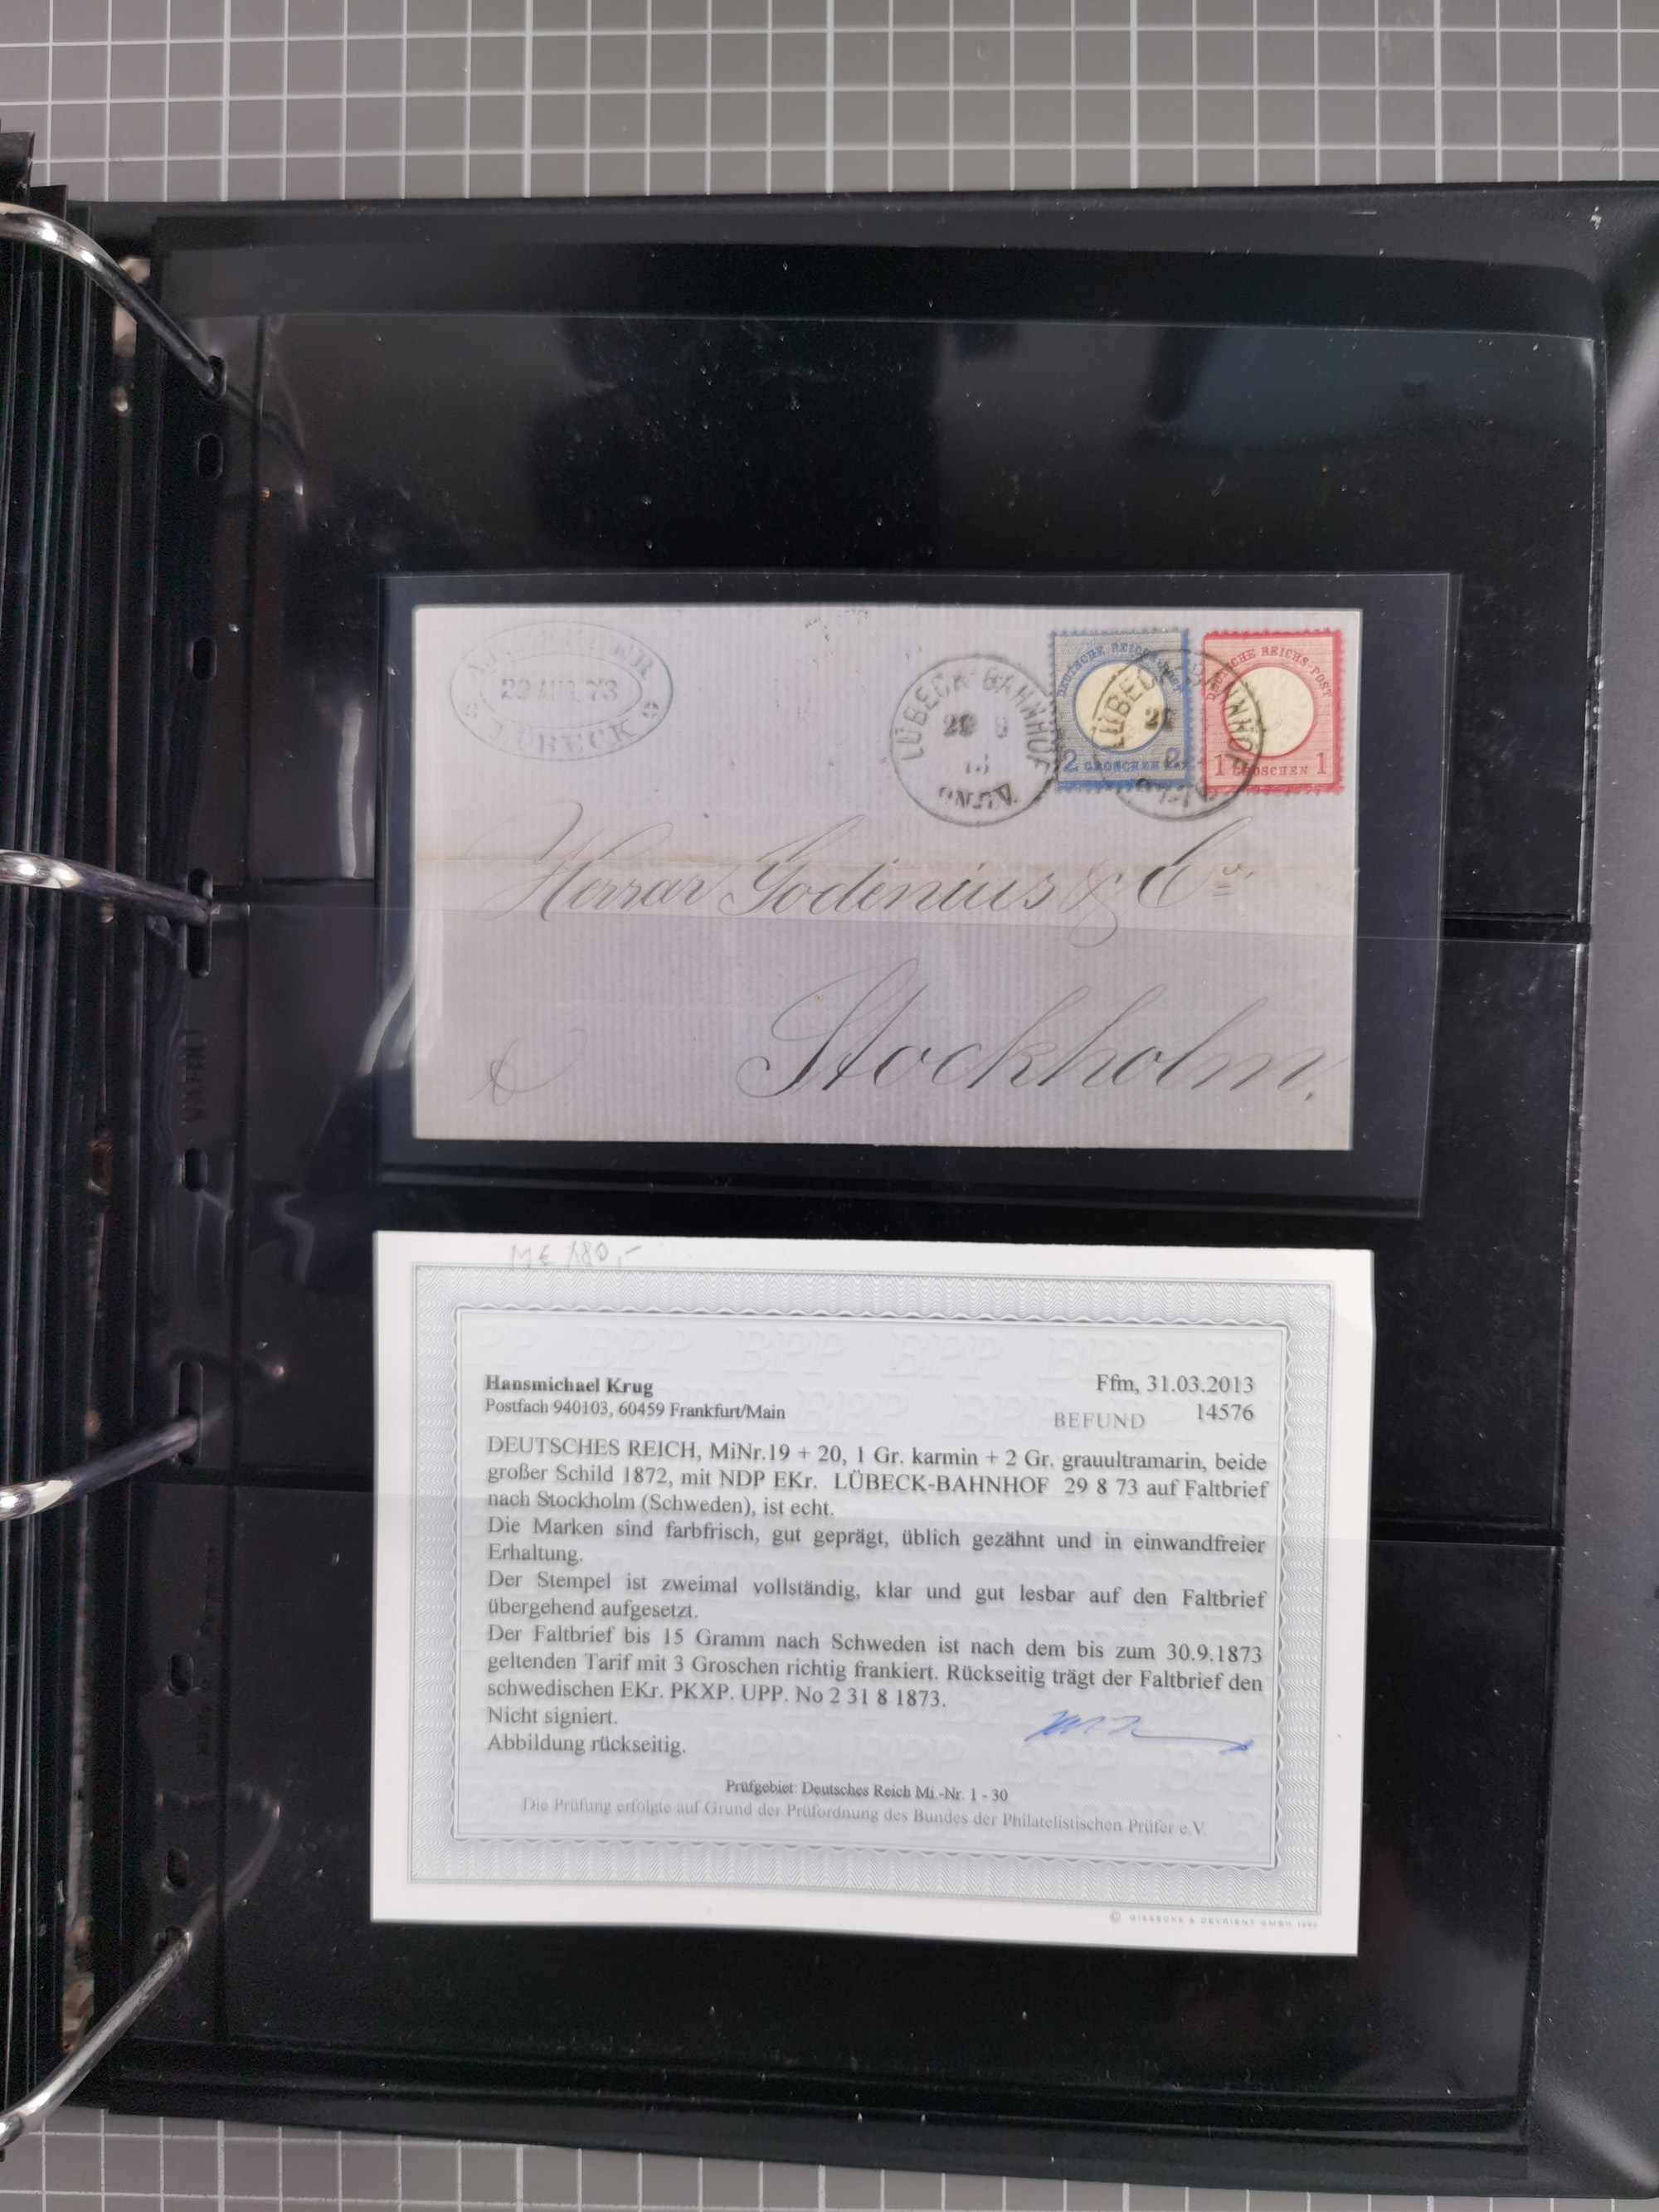 29 AUG. 73
LÜBECK
LÜBECK-BAHNHOF
29 8
DEUTSCHE REICHS-POST
2 GROSCHEN 2
DEUTSCHE REICHS-POST
1 GROSCHEN 1
Herrar Godenius & Co.
Stockholm.
M€ 180,-
Hansmichael Krug
Ffm, 31.03.2013
Postfach 940103, 60459 Frankfurt/Main
BEFUND 14576
DEUTSCHES REICH, MiNr.19 + 20, 1 Gr. karmin + 2 Gr. grauultramarin, beide
großer Schild 1872, mit NDP EKr. LÜBECK-BAHNHOF 29 8 73 auf Faltbrief
nach Stockholm (Schweden), ist echt.
Die Marken sind farbfrisch, gut geprägt, üblich gezähnt und in einwandfreier
Erhaltung.
Der Stempel ist zweimal vollständig, klar und gut lesbar auf den Faltbrief
übergehend aufgesetzt.
Der Faltbrief bis 15 Gramm nach Schweden ist nach dem bis zum 30.9.1873
geltenden Tarif mit 3 Groschen richtig frankiert. Rückseitig trägt der Faltbrief den
schwedischen EKr. PKXP. UPP. No 2 31 8 1873.
Nicht signiert.
Abbildung rückseitig.
Prüfgebiet: Deutsches Reich Mi.-Nr. 1 - 30
Die Prüfung erfolgte auf Grund der Prüfordnung des Bundes der Philatelistischen Prüfer e.V.
© GIESECKE & DEVRIENT GMBH